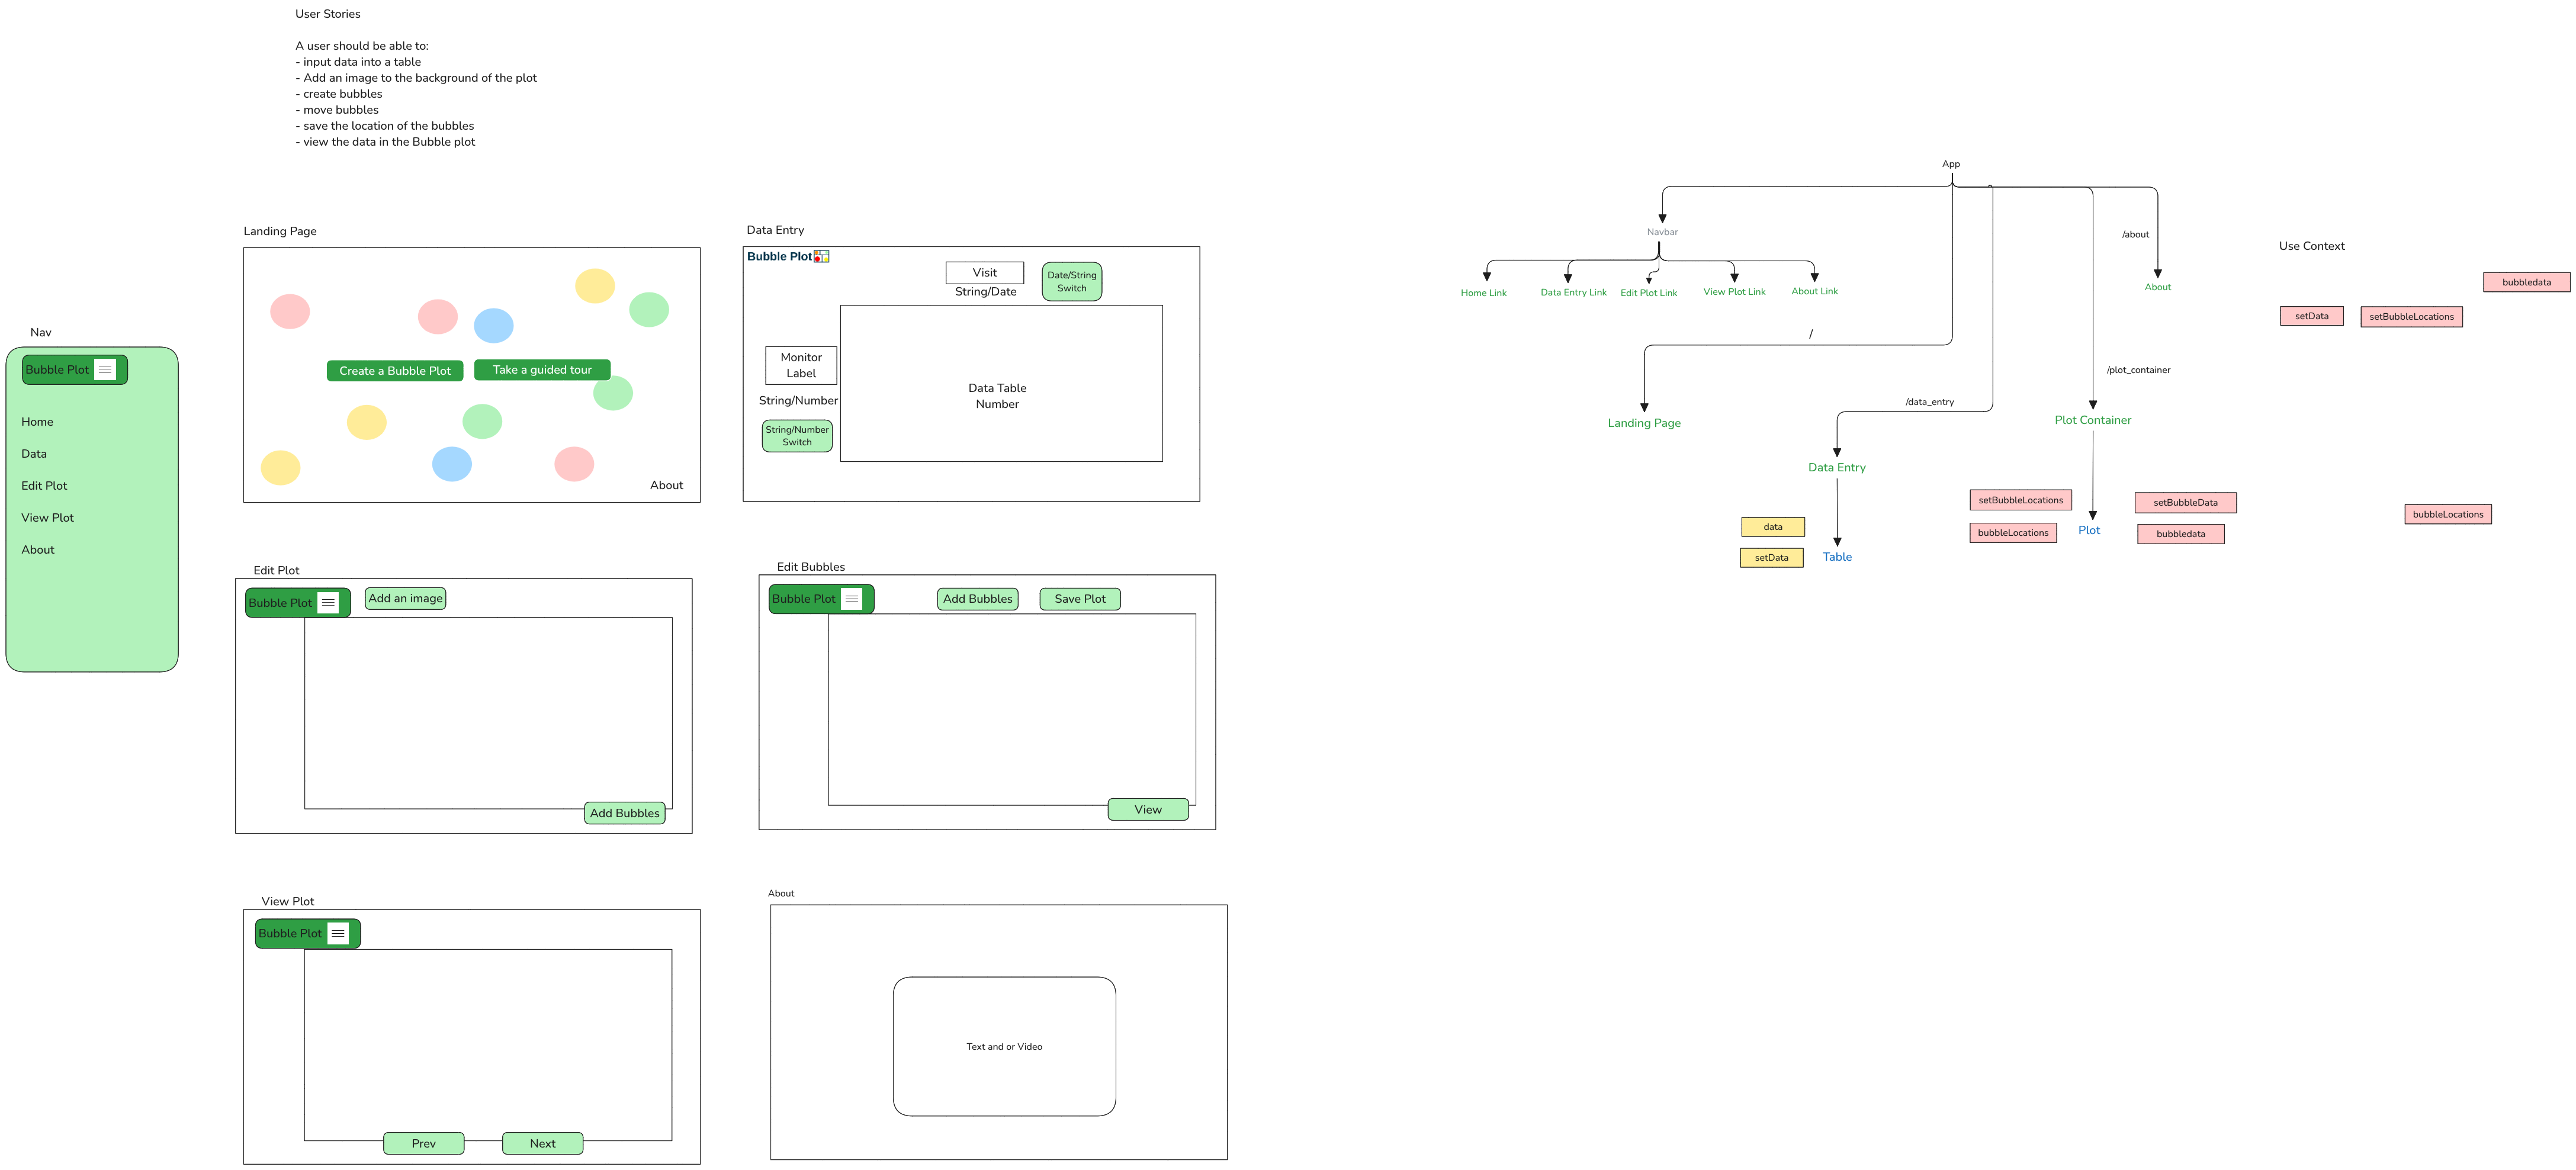 User Stories
A user should be able to:
- input data into a table
- Add an image to the background of the plot
- create bubbles
- move bubbles
- save the location of the bubbles
- view the data in the Bubble plot
Nav
Bubble Plot
Home
Data
Edit Plot
View Plot
About
Landing Page
Create a Bubble Plot
Take a guided tour
About
Data Entry
Bubble Plot
Visit
String/Date
Date/String
Switch
Monitor
Label
String/Number
String/Number
Switch
Data Table
Number
Edit Plot
Bubble Plot
Add an image
Add Bubbles
Edit Bubbles
Bubble Plot
Add Bubbles
Save Plot
View
View Plot
Bubble Plot
Prev
Next
About
Text and or Video
App
Navbar
Home Link
Data Entry Link
Edit Plot Link
View Plot Link
About Link
/
Landing Page
/data_entry
Data Entry
data
setData
Table
/plot_container
Plot Container
setBubbleLocations
bubbleLocations
Plot
setBubbleData
bubbledata
/about
About
Use Context
bubbledata
setData
setBubbleLocations
bubbleLocations